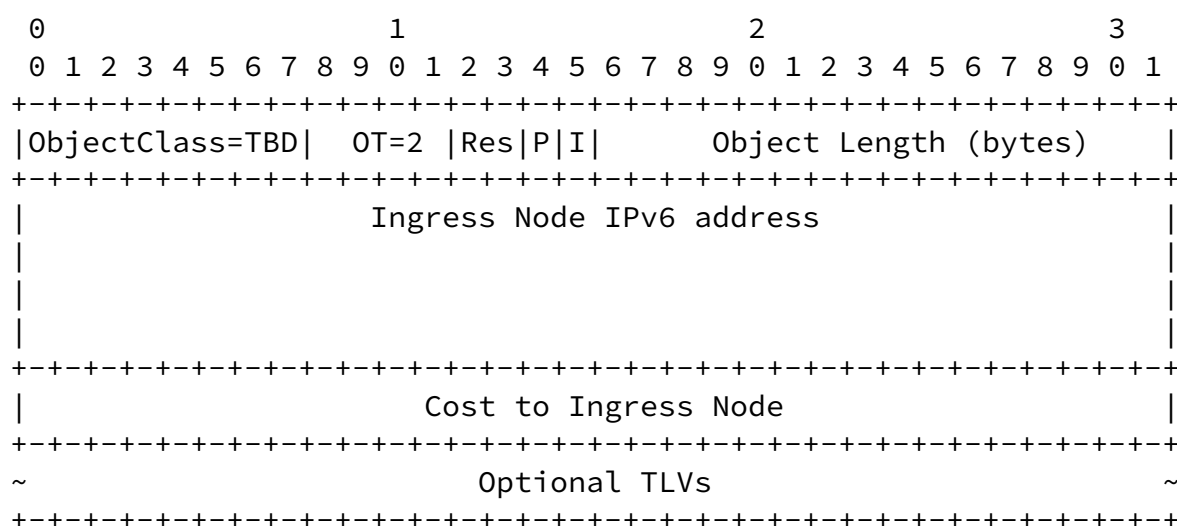 0                   1                   2                   3
 0 1 2 3 4 5 6 7 8 9 0 1 2 3 4 5 6 7 8 9 0 1 2 3 4 5 6 7 8 9 0 1
+-+-+-+-+-+-+-+-+-+-+-+-+-+-+-+-+-+-+-+-+-+-+-+-+-+-+-+-+-+-+-+-+
|ObjectClass=TBD|  OT=2 |Res|P|I|      Object Length (bytes)    |
+-+-+-+-+-+-+-+-+-+-+-+-+-+-+-+-+-+-+-+-+-+-+-+-+-+-+-+-+-+-+-+-+
|                   Ingress Node IPv6 address                   |
|                                                               |
|                                                               |
|                                                               |
+-+-+-+-+-+-+-+-+-+-+-+-+-+-+-+-+-+-+-+-+-+-+-+-+-+-+-+-+-+-+-+-+
|                      Cost to Ingress Node                     |
+-+-+-+-+-+-+-+-+-+-+-+-+-+-+-+-+-+-+-+-+-+-+-+-+-+-+-+-+-+-+-+-+
~                         Optional TLVs                         ~
+-+-+-+-+-+-+-+-+-+-+-+-+-+-+-+-+-+-+-+-+-+-+-+-+-+-+-+-+-+-+-+-+